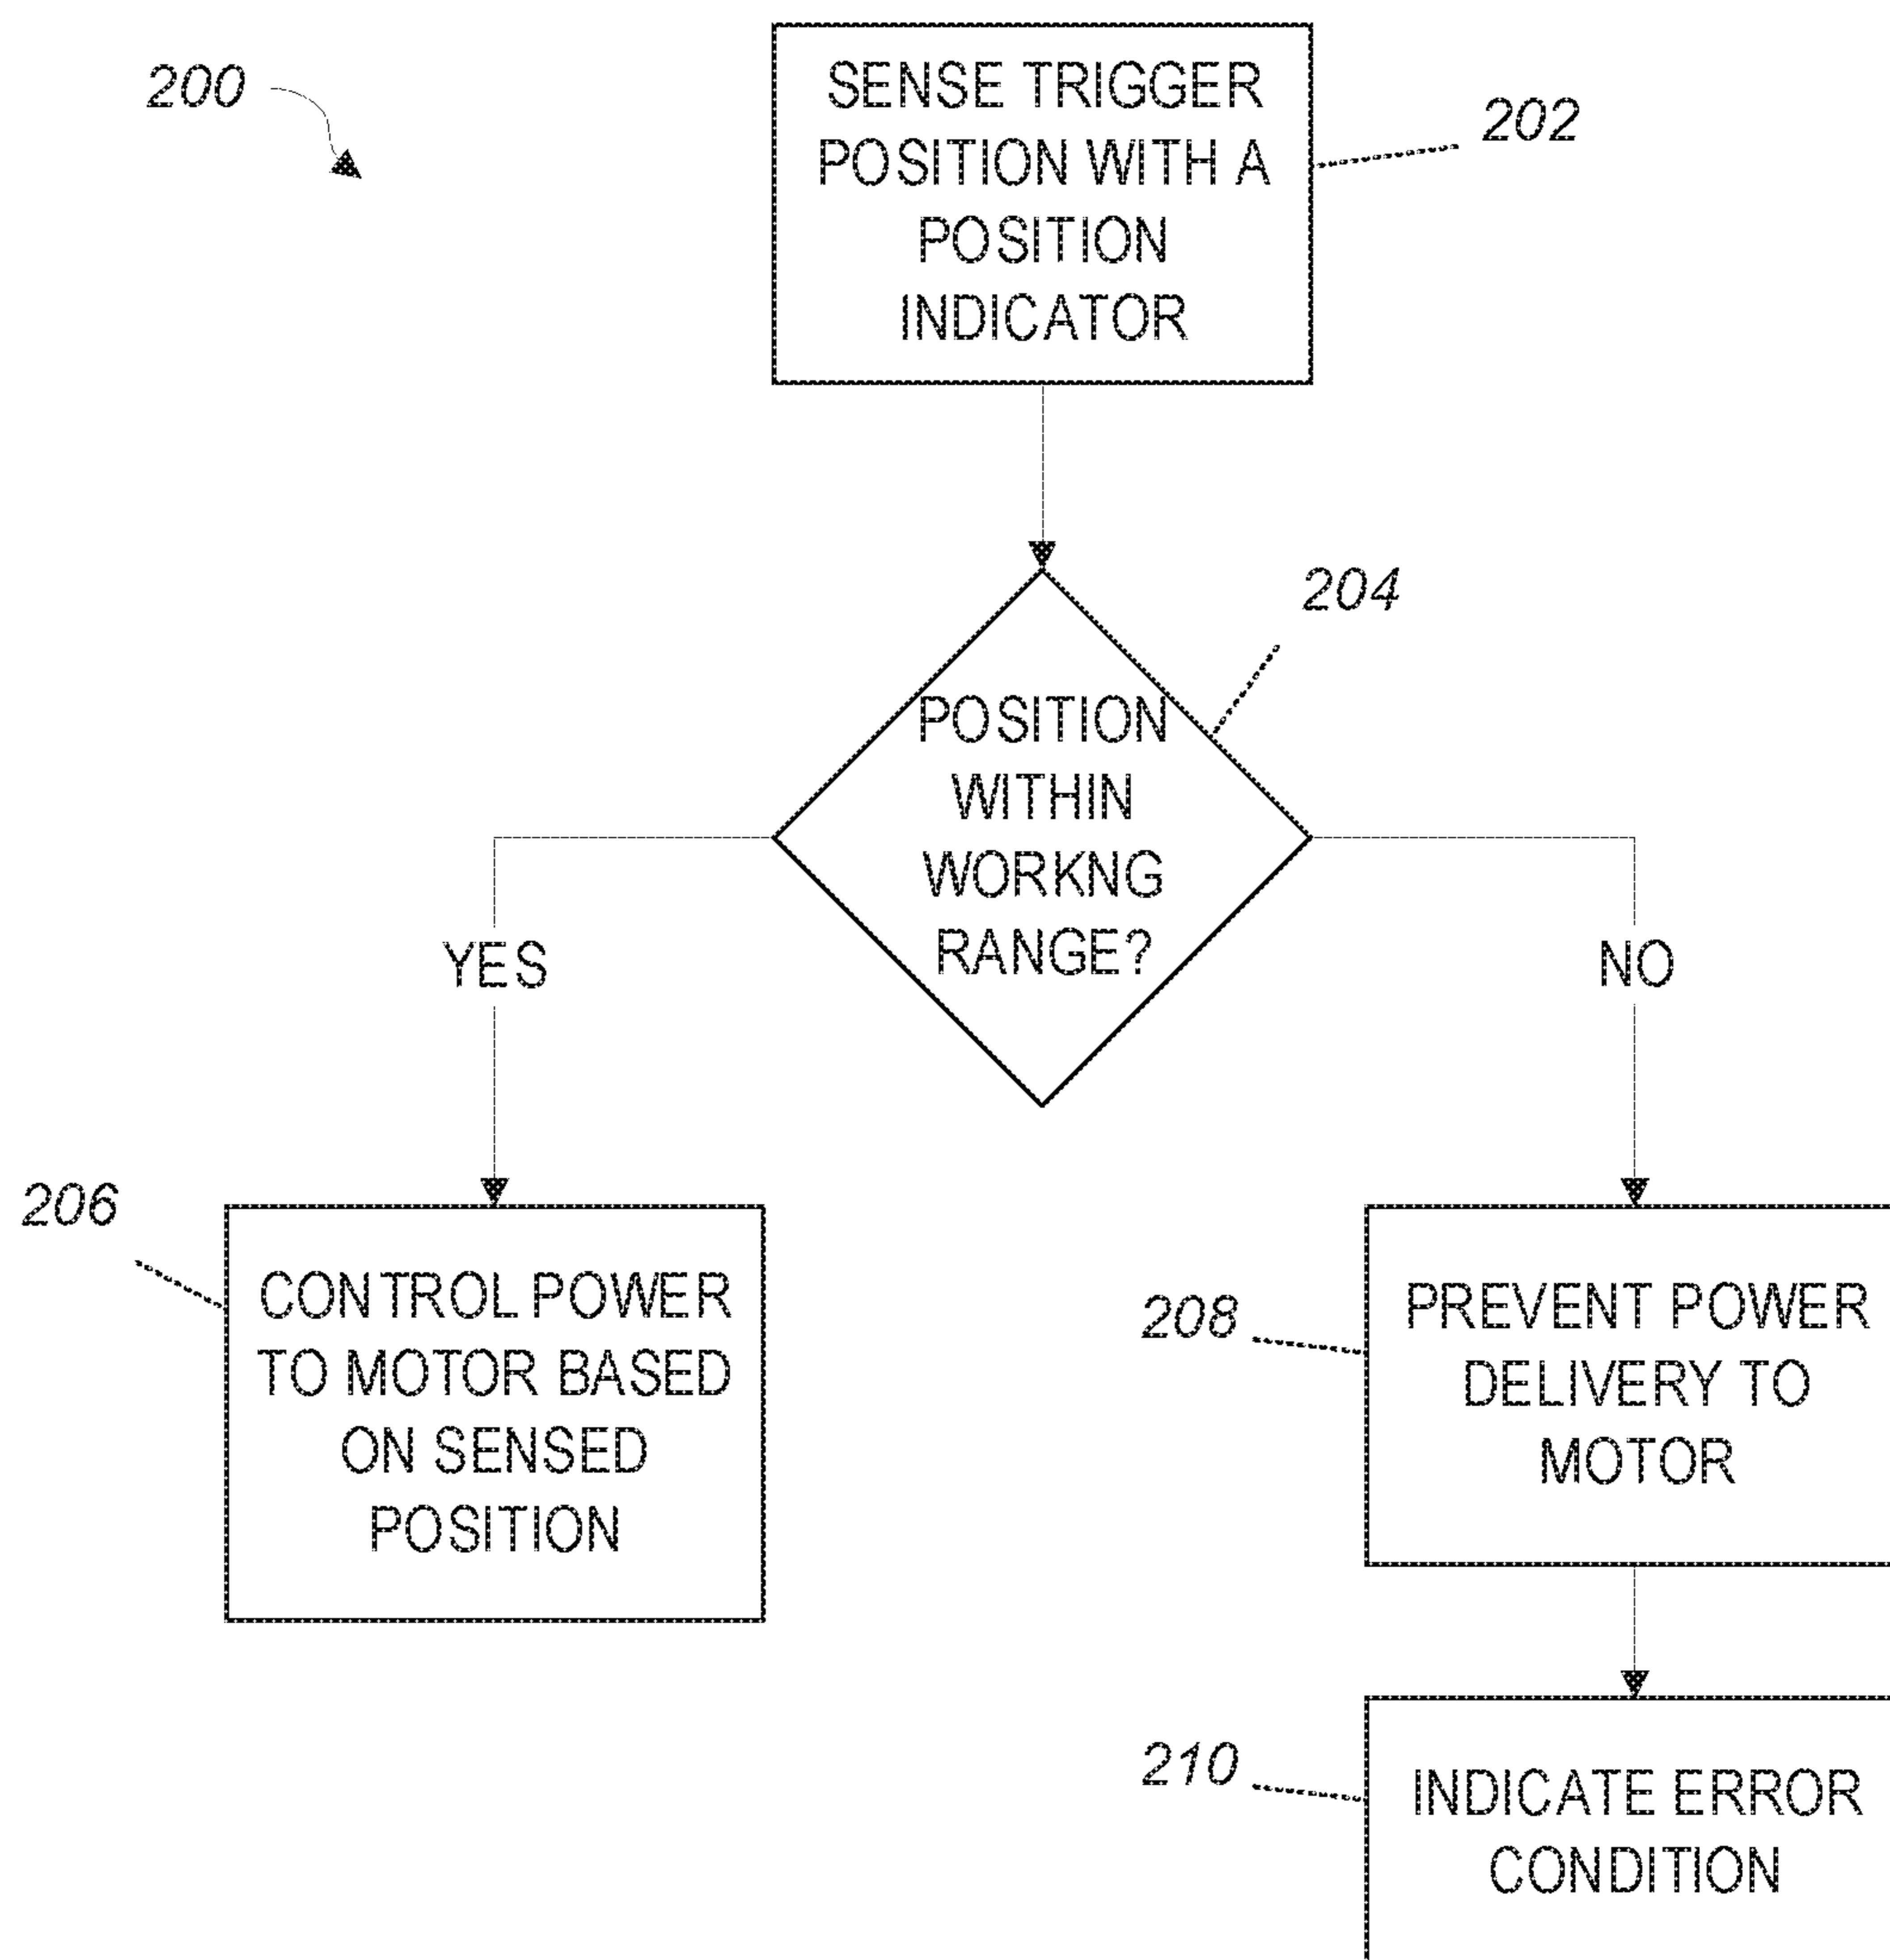 200
SENSE TRIGGER
POSITION WITH A
POSITION
INDICATOR
202
204
POSITION
WITHIN
WORKNG
RANGE?
YES
NO
206
CONTROL POWER
TO MOTOR BASED
ON SENSED
POSITION
208
PREVENT POWER
DELIVERY TO
MOTOR
210
INDICATE ERROR
CONDITION